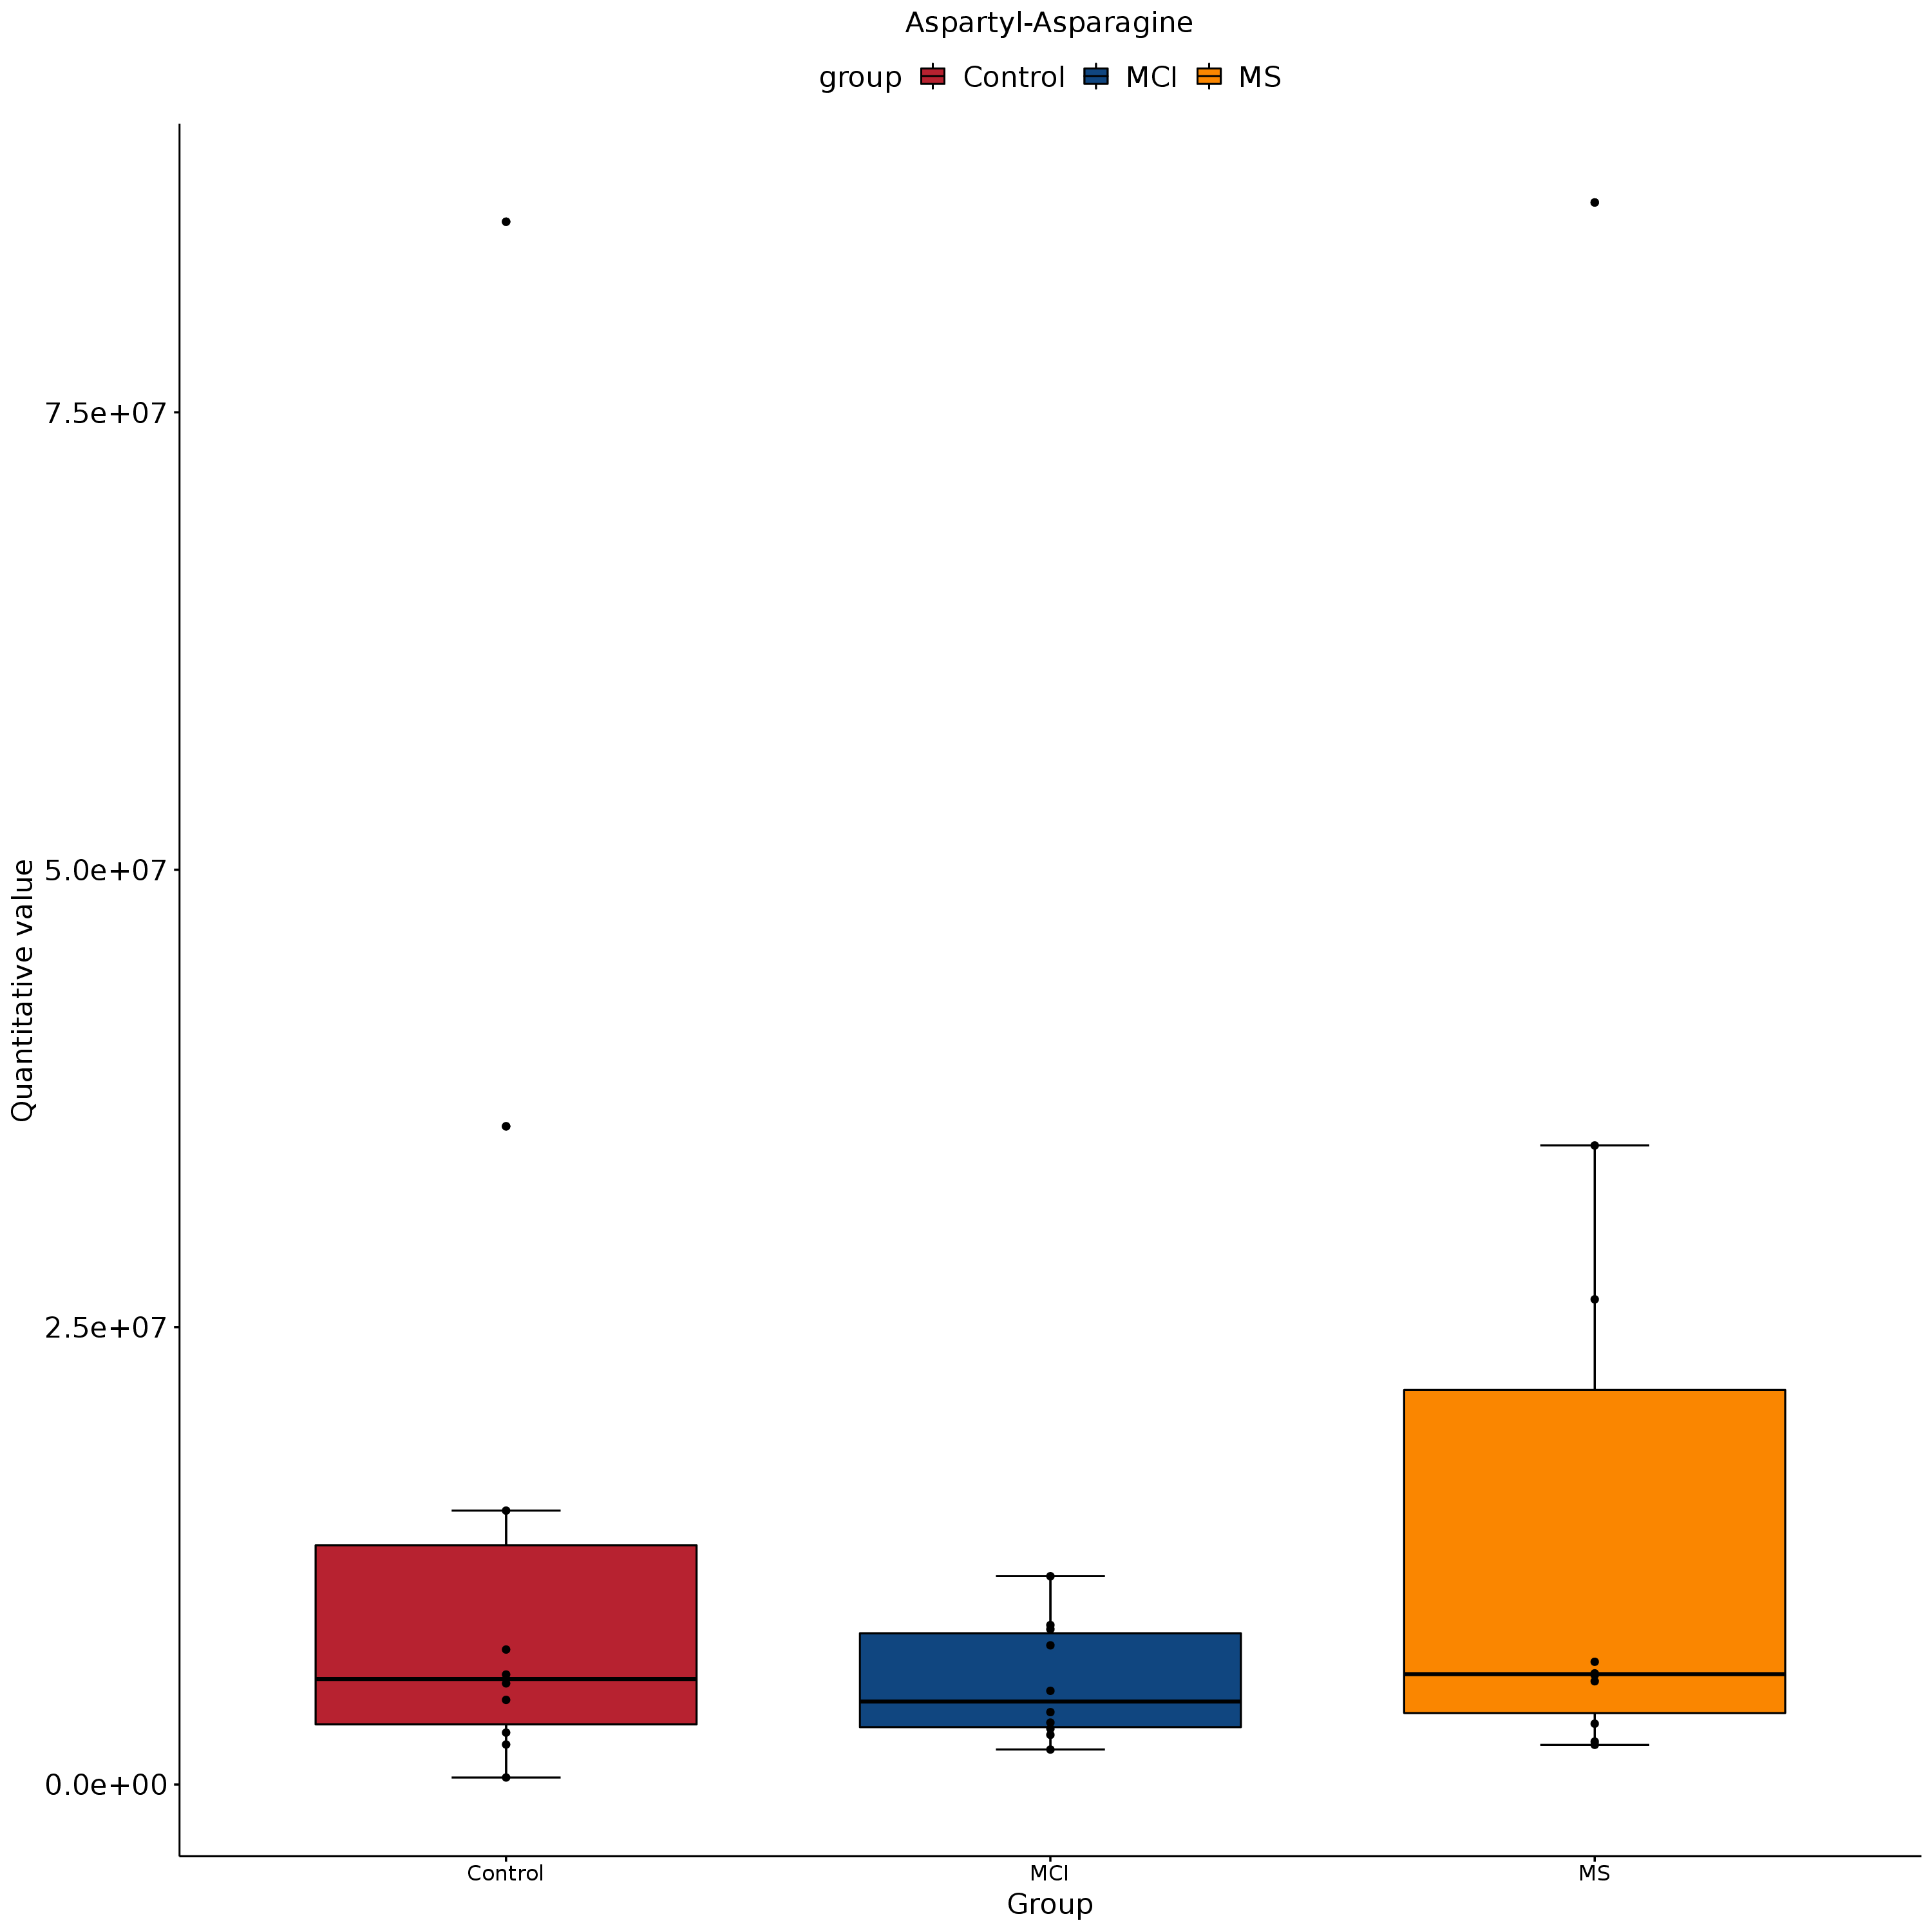 Aspartyl-Asparagine
group Control MCI MS
Quantitative value
7.5e+07
5.0e+07
2.5e+07
0.0e+00
Control MCI MS
Group